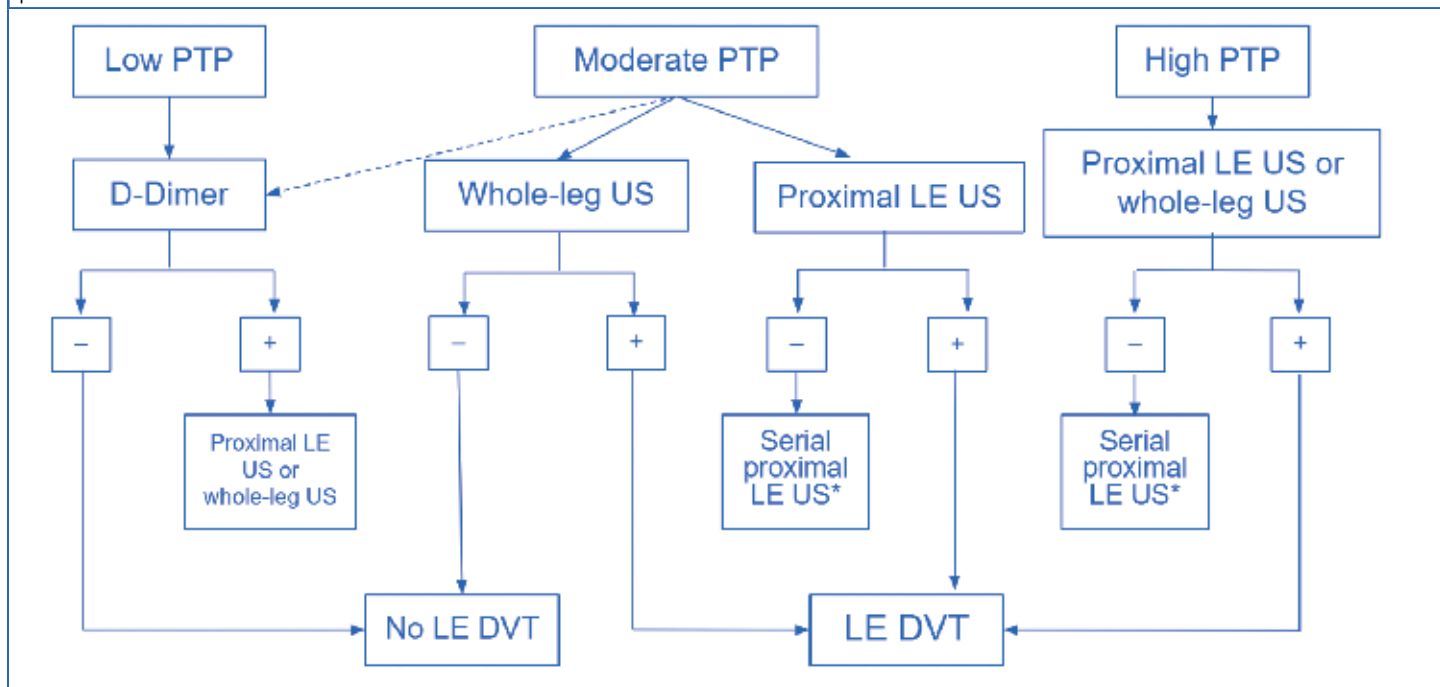 Low PTP
Moderate PTP
High PTP
D-Dimer
Whole-leg US
Proximal LE US
Proximal LE US or
whole-leg US
–
+
–
+
–
+
–
+
Proximal LE
US or
whole-leg US
Serial
proximal
LE US*
Serial
proximal
LE US*
No LE DVT
LE DVT